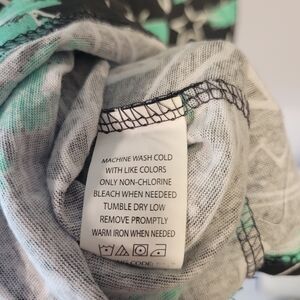 MACHINE WASH COLD
WITH LIKE COLORS
ONLY NON-CHLORINE
BLEACH WHEN NEEDEED
TUMBLE DRY LOW
REMOVE PROMPTLY
WARM IRON WHEN NEEDED